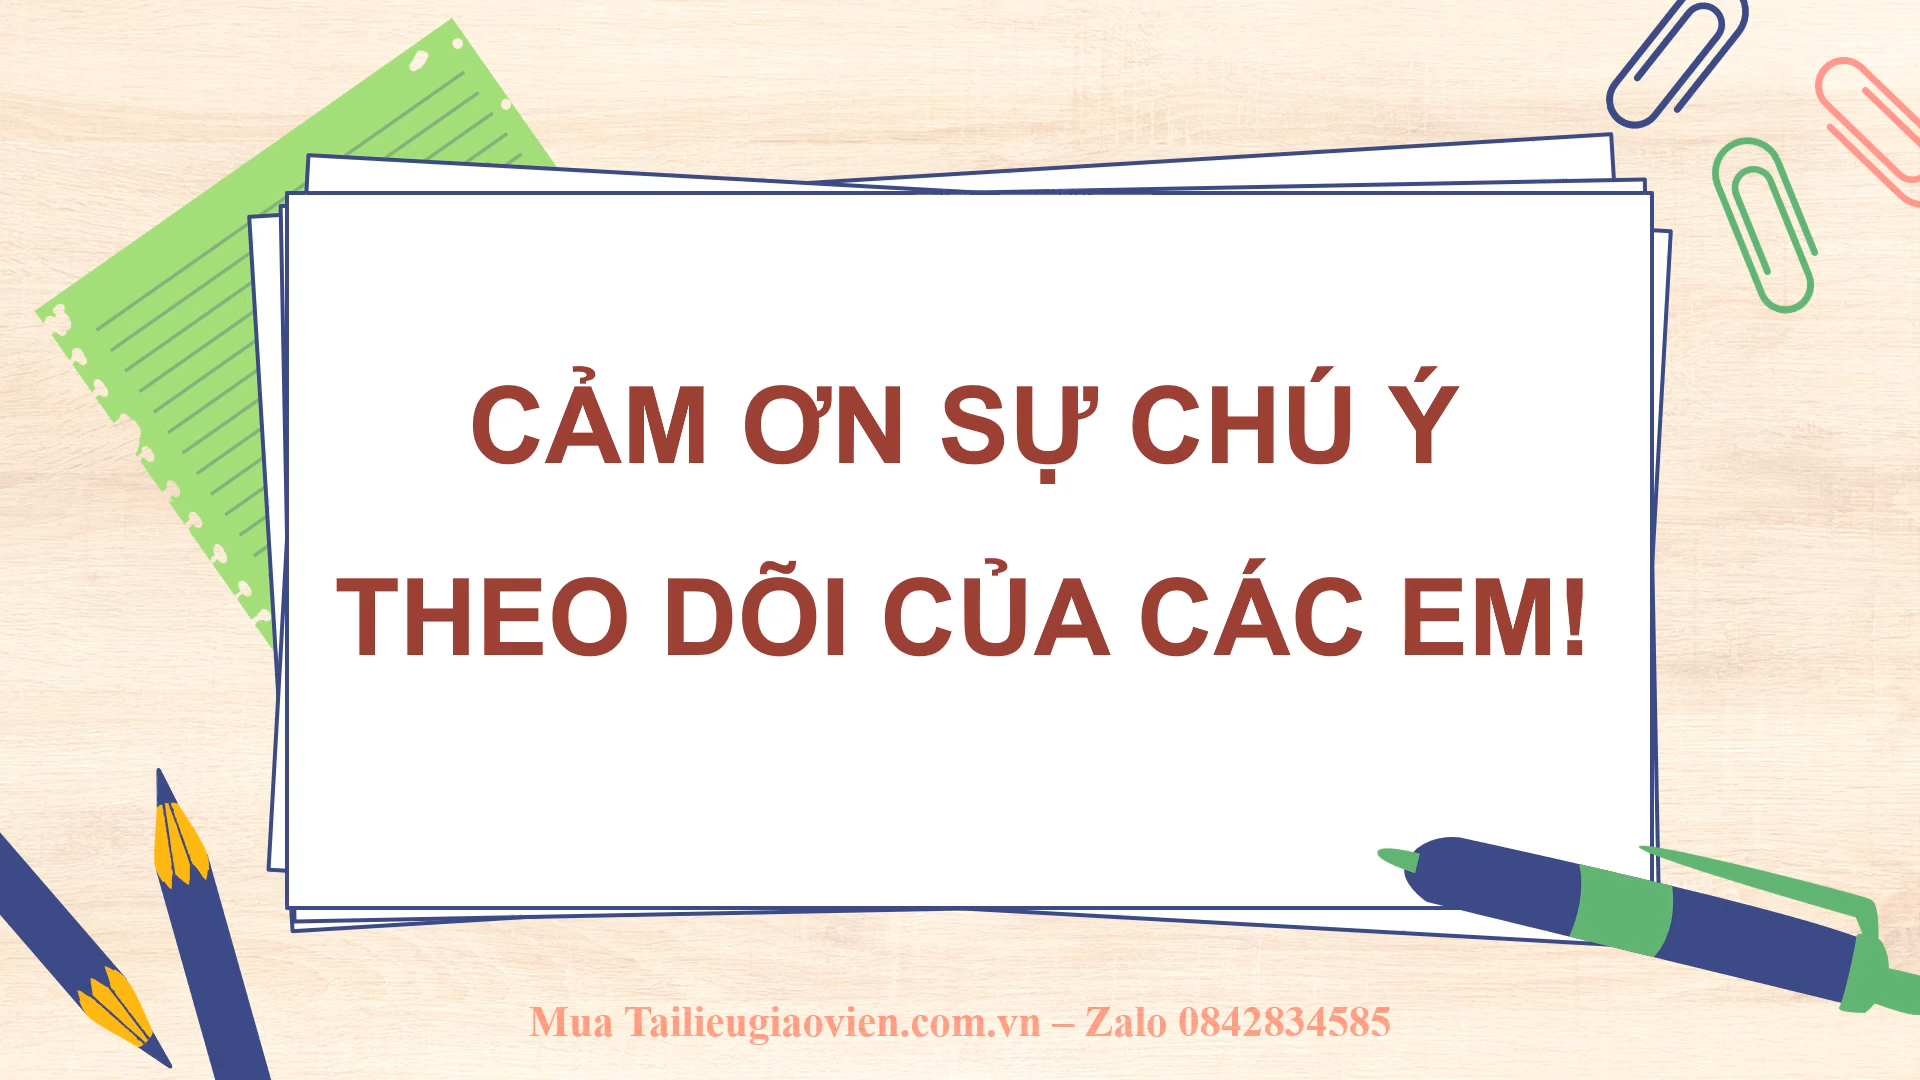 CẢM ƠN SỰ CHÚ Ý
THEO DÕI CỦA CÁC EM!
Mua Tailieugiaovien.com.vn – Zalo 0842834585